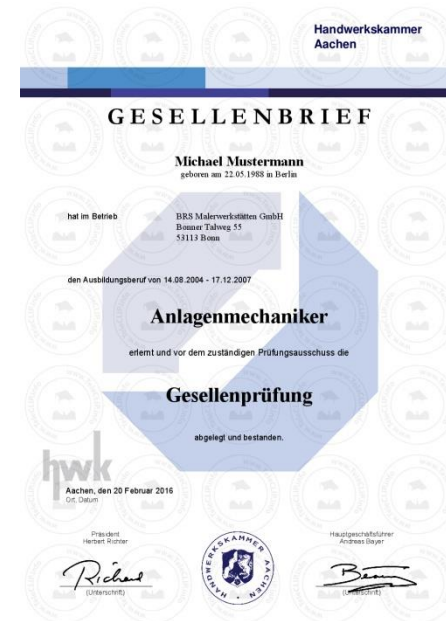 Handwerkskammer
Aachen
GESELLENBRIEF
Michael Mustermann
geboren am 22.05.1988 in Berlin
hat im Betrieb BRS Malerwerkstätten GmbH
Bonner Talweg 55
53113 Bonn
den Ausbildungsberuf von 14.08.2004 - 17.12.2007
Anlagenmechaniker
erlernt und vor dem zuständigen Prüfungsausschuss die
Gesellenprüfung
abgelegt und bestanden.
hwk
Aachen, den 20 Februar 2016
Ort, Datum
Präsident
Herbert Richter
Hauptgeschäftsführer
Andreas Bayer
HANDWERKSKAMMER AACHEN
(Unterschrift)
(Unterschrift)